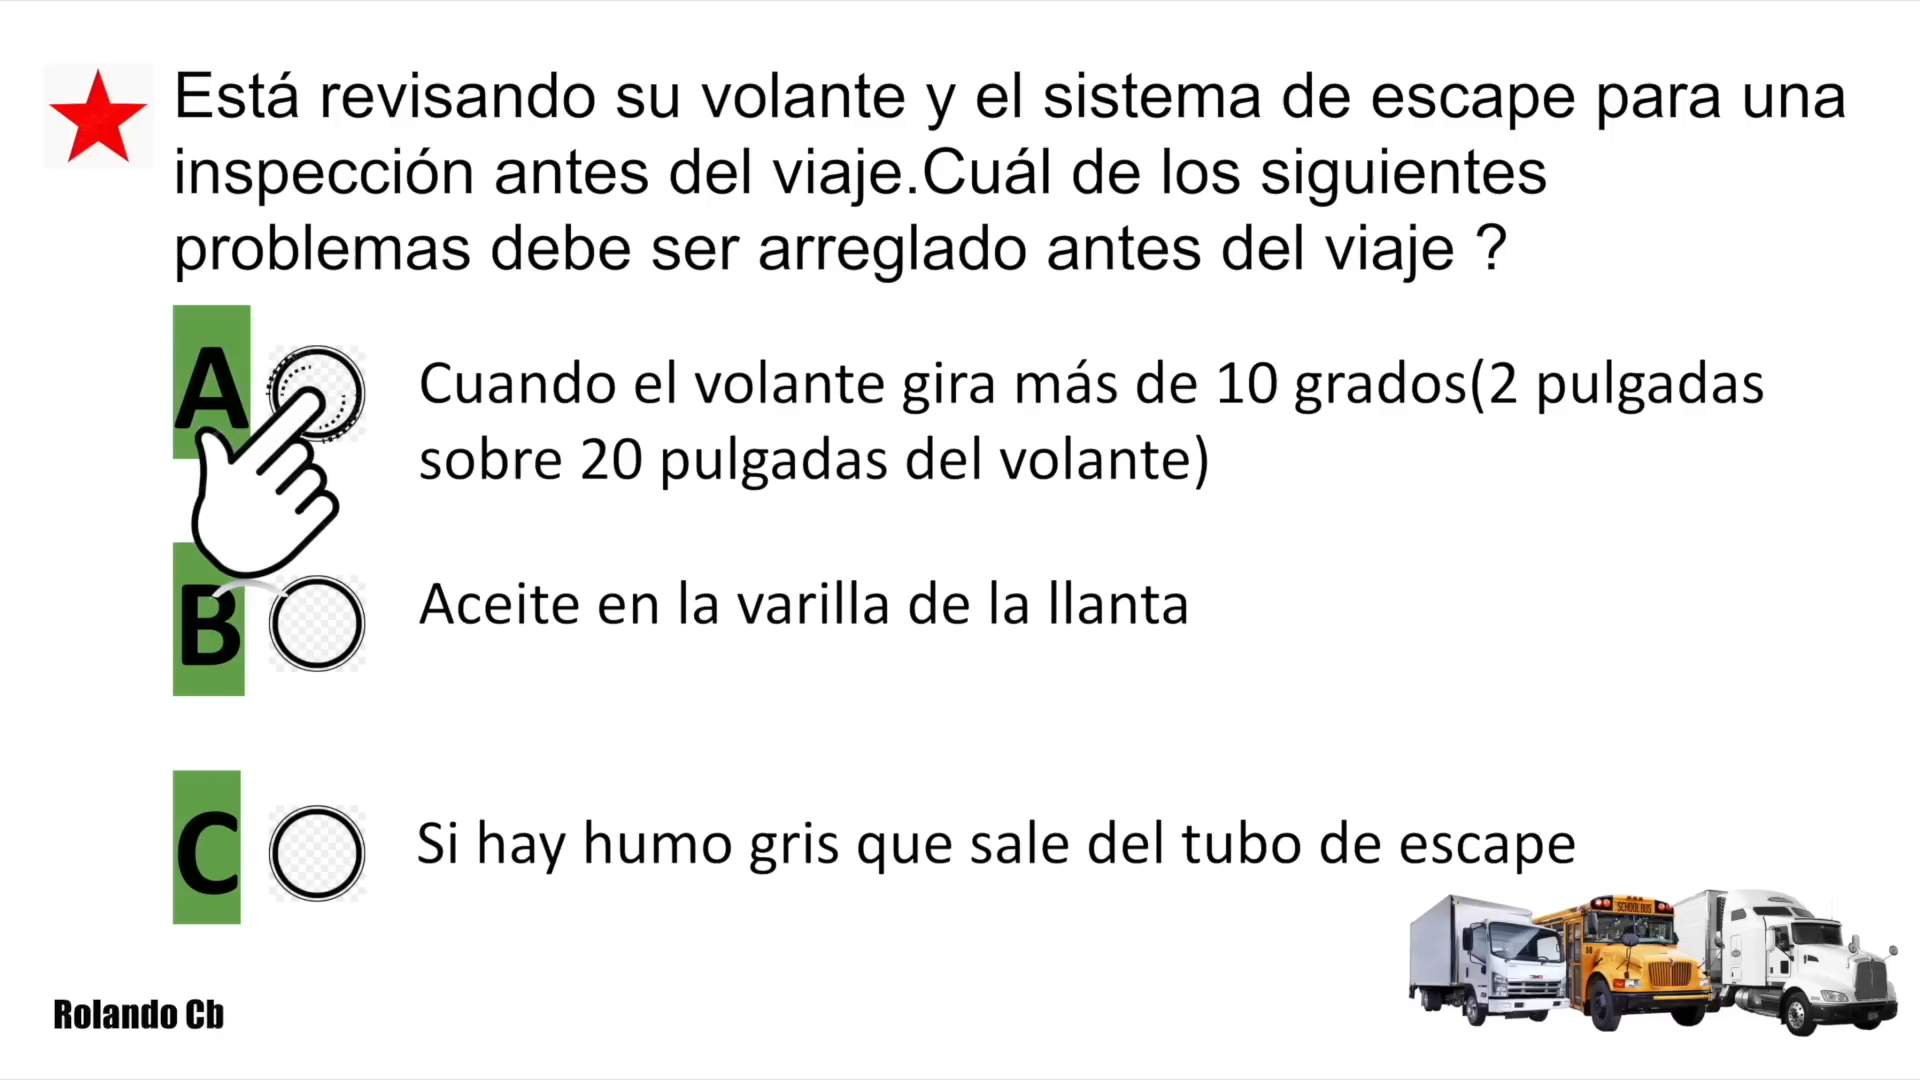 Está revisando su volante y el sistema de escape para una
inspección antes del viaje.Cuál de los siguientes
problemas debe ser arreglado antes del viaje ?
A
Cuando el volante gira más de 10 grados(2 pulgadas
sobre 20 pulgadas del volante)
B
Aceite en la varilla de la llanta
C
Si hay humo gris que sale del tubo de escape
SCHOOL BUS
Rolando Cb